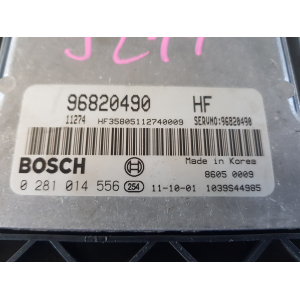 96820490 HF
11274 HF35805112740009 SERVNO:96820490
BOSCH Made in Korea
8605 0009
0 281 014 556 254 11-10-01 1039S44985